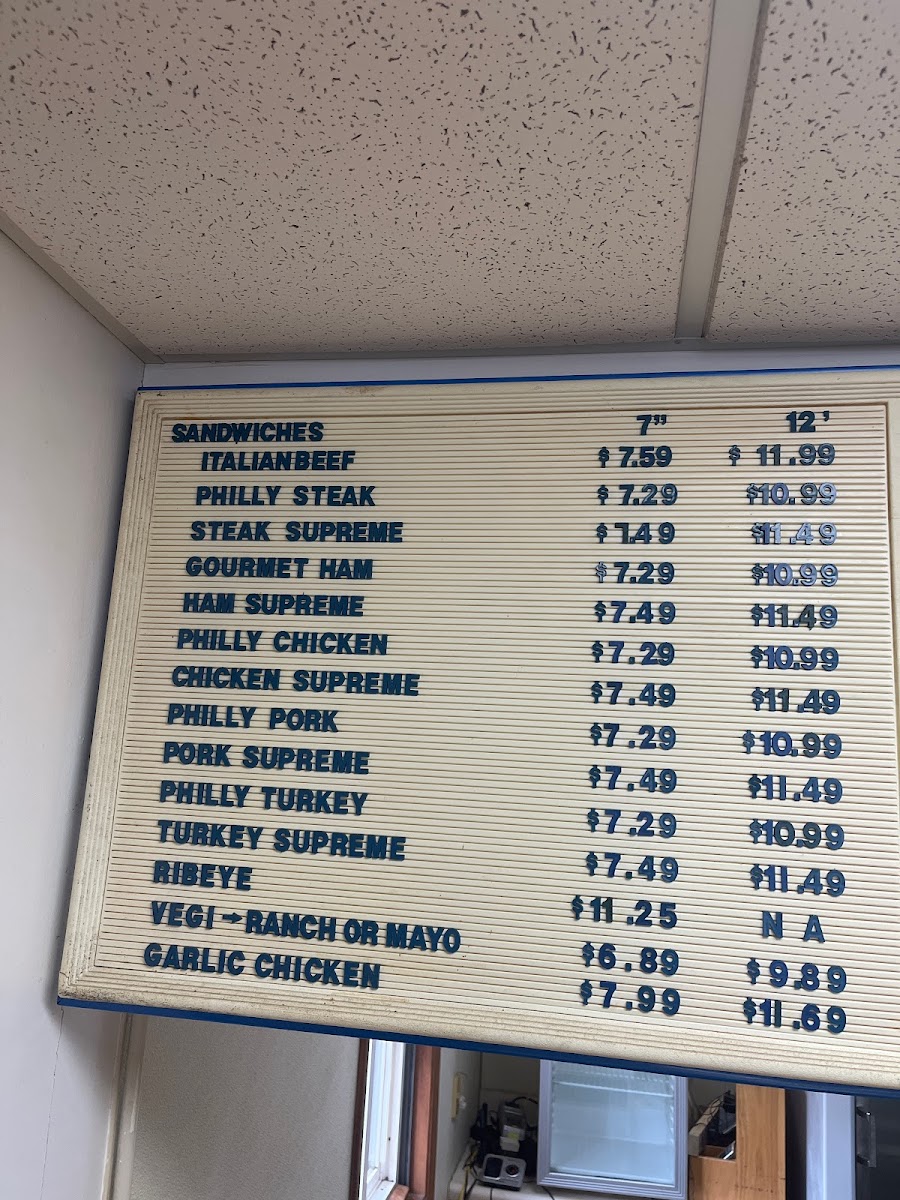 SANDWICHES 7" 12'
ITALIANBEEF $ 7.59 $ 11.99
PHILLY STEAK $ 7.29 $10.99
STEAK SUPREME $ 7.49 $11.49
GOURMET HAM $7.29 $10.99
HAM SUPREME $7.49 $11.49
PHILLY CHICKEN $7.29 $10.99
CHICKEN SUPREME $7.49 $11.49
PHILLY PORK $7.29 $10.99
PORK SUPREME $7.49 $11.49
PHILLY TURKEY $7.29 $10.99
TURKEY SUPREME $7.49 $11.49
RIBEYE $11.25 N A
VEGI → RANCH OR MAYO $6.89 $9.89
GARLIC CHICKEN $7.99 $11.69